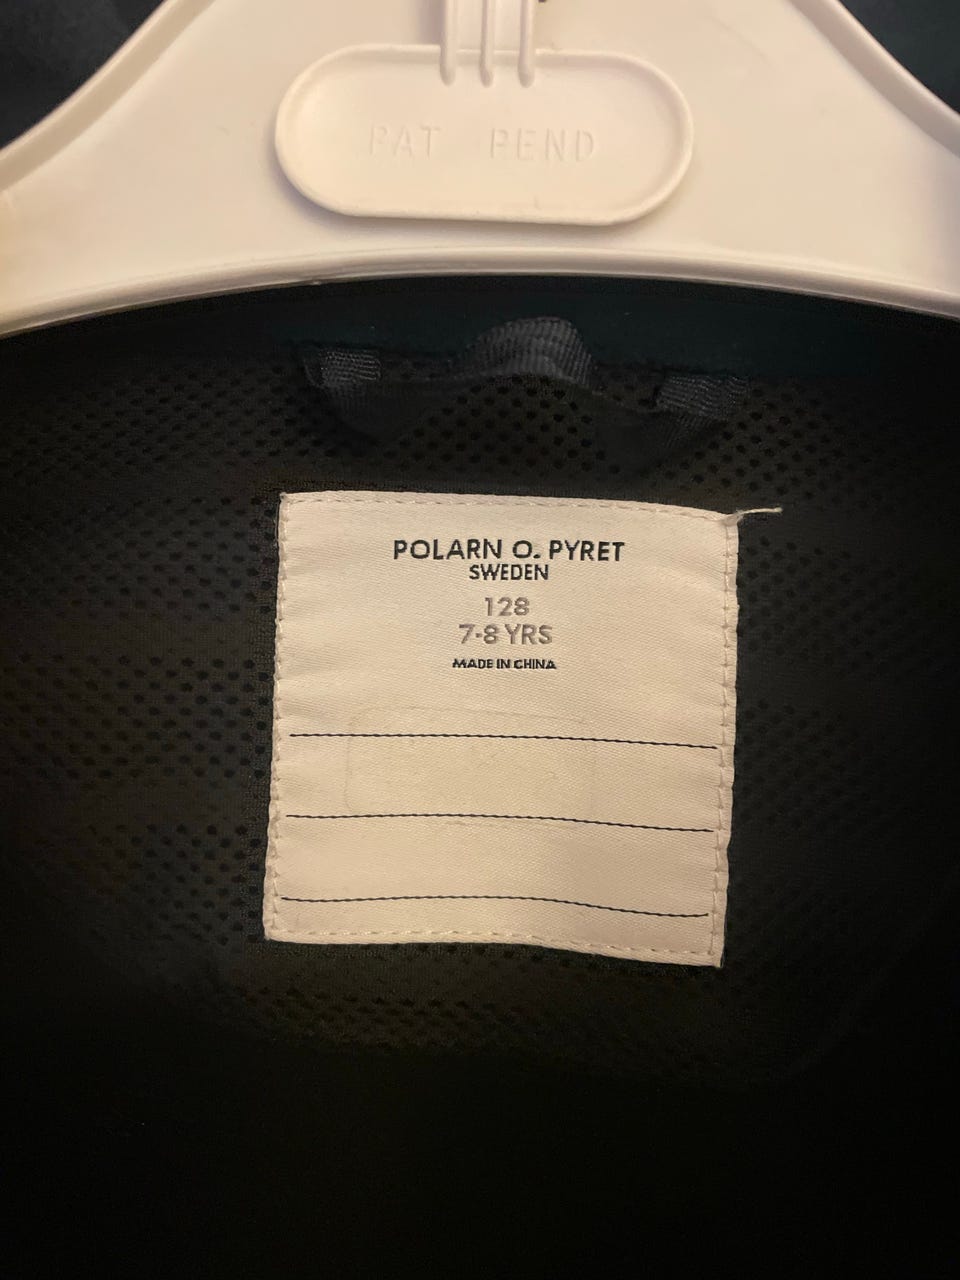 PAT PEND
POLARN O. PYRET
SWEDEN
128
7-8 YRS
MADE IN CHINA